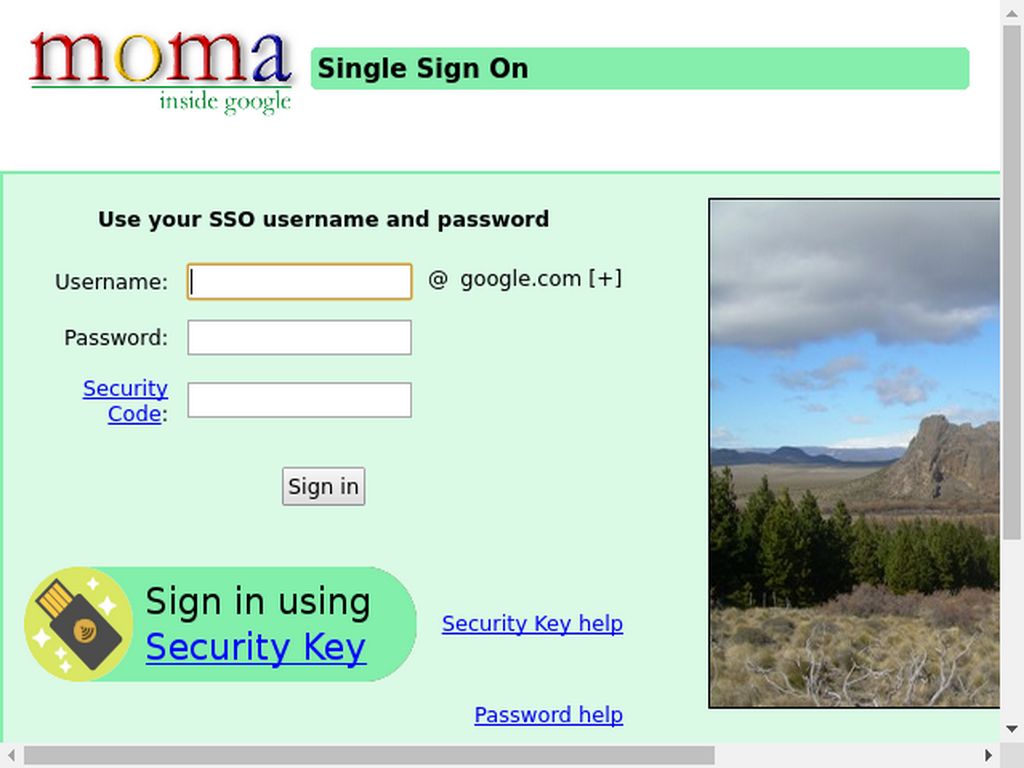 moma
inside google
Single Sign On
Use your SSO username and password
Username: @ google.com [+]
Password:
Security
Code:
Sign in
Sign in using
Security Key
Security Key help
Password help